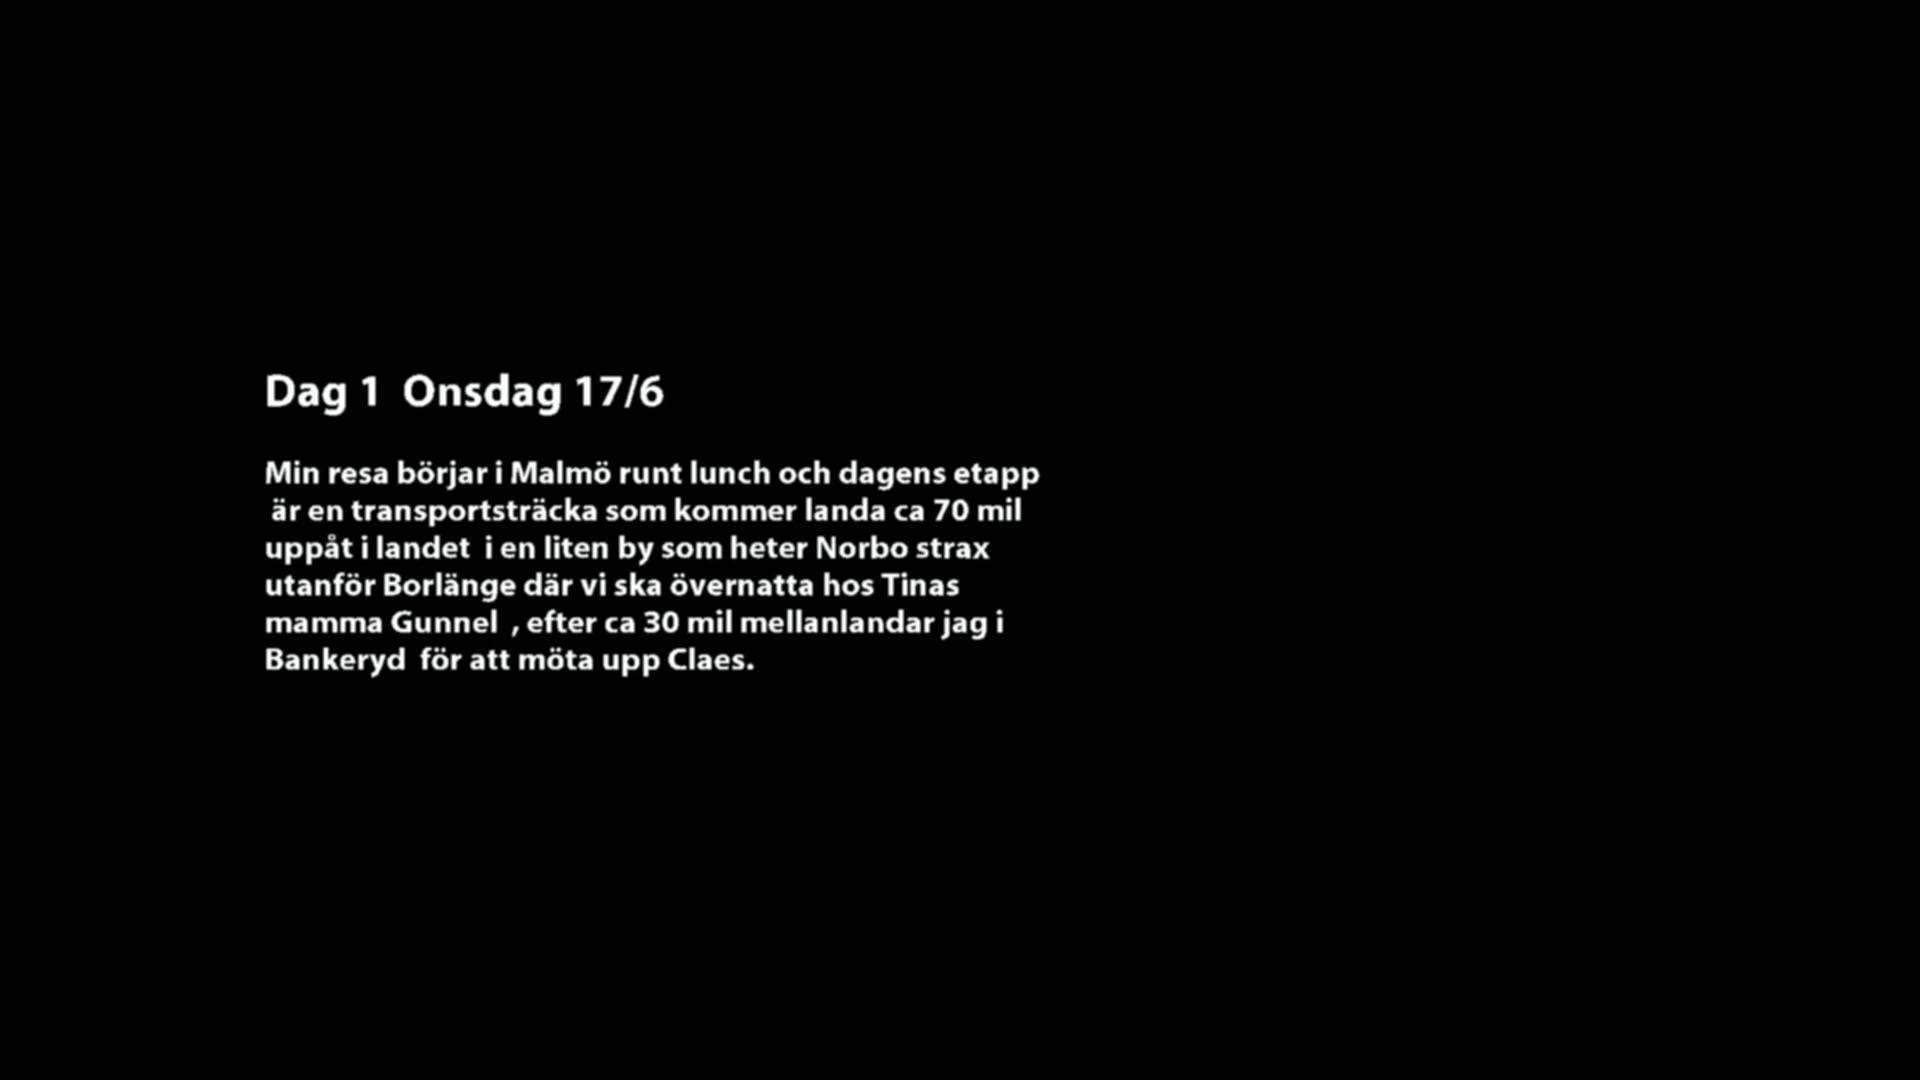 Dag 1  Onsdag 17/6
Min resa börjar i Malmö runt lunch och dagens etapp
är en transportsträcka som kommer landa ca 70 mil
uppåt i landet  i en liten by som heter Norbo strax
utanför Borlänge där vi ska övernatta hos Tinas
mamma Gunnel  , efter ca 30 mil mellanlandar jag i
Bankeryd  för att möta upp Claes.